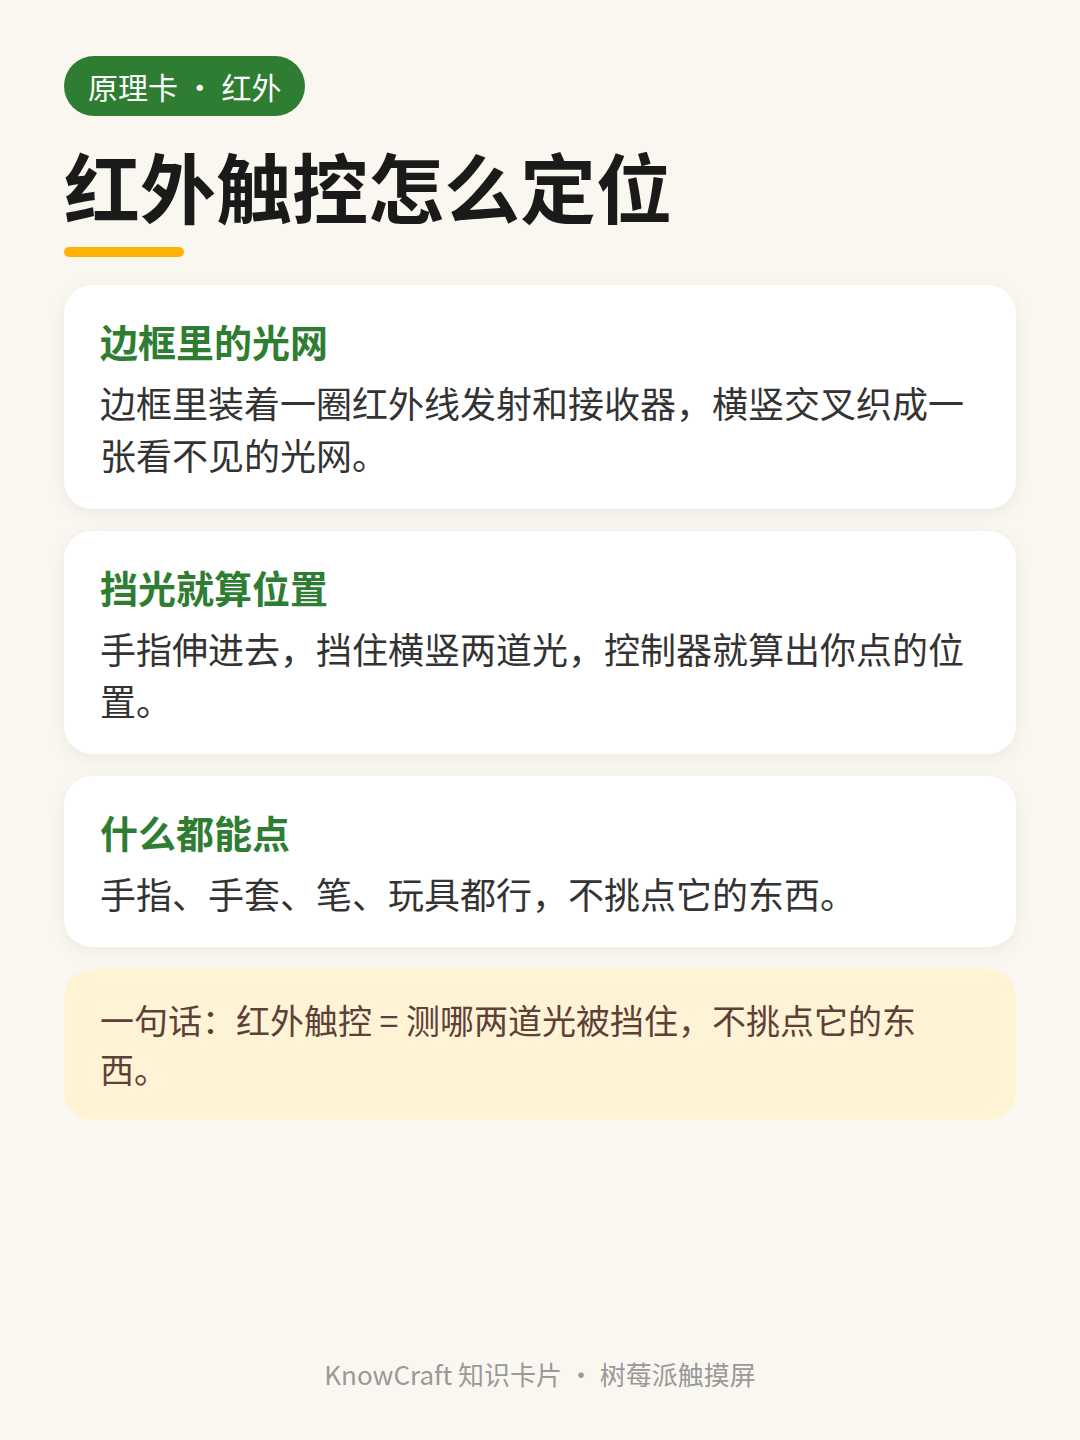 原理卡 · 红外
红外触控怎么定位
边框里的光网
边框里装着一圈红外线发射和接收器，横竖交叉织成一
张看不见的光网。
挡光就算位置
手指伸进去，挡住横竖两道光，控制器就算出你点的位
置。
什么都能点
手指、手套、笔、玩具都行，不挑点它的东西。
一句话：红外触控 = 测哪两道光被挡住，不挑点它的东
西。
KnowCraft 知识卡片 · 树莓派触摸屏